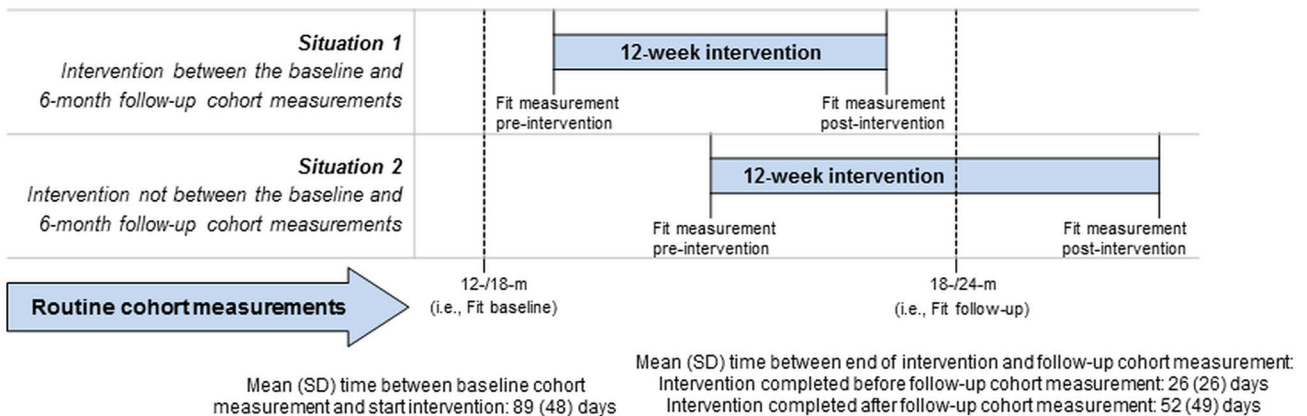 Situation 1
Intervention between the baseline and
6-month follow-up cohort measurements
12-week intervention
Fit measurement
pre-intervention
Fit measurement
post-intervention
Situation 2
Intervention not between the baseline and
6-month follow-up cohort measurements
12-week intervention
Fit measurement
pre-intervention
Fit measurement
post-intervention
Routine cohort measurements
12-/18-m
(i.e., Fit baseline)
18-/24-m
(i.e., Fit follow-up)
Mean (SD) time between baseline cohort
measurement and start intervention: 89 (48) days
Mean (SD) time between end of intervention and follow-up cohort measurement:
Intervention completed before follow-up cohort measurement: 26 (26) days
Intervention completed after follow-up cohort measurement: 52 (49) days